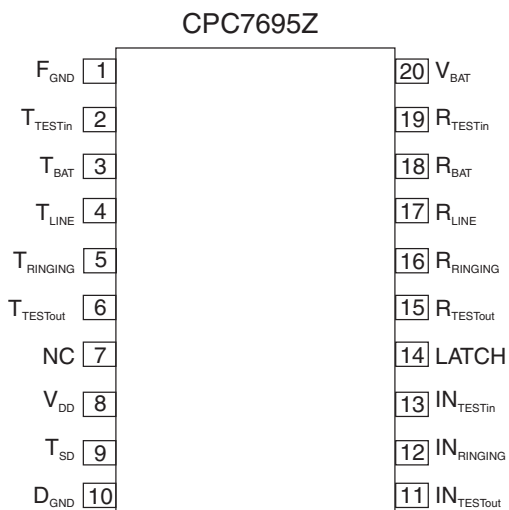 CPC7695Z
F_GND 1
T_TESTin 2
T_BAT 3
T_LINE 4
T_RINGING 5
T_TESTout 6
NC 7
V_DD 8
T_SD 9
D_GND 10
20 V_BAT
19 R_TESTin
18 R_BAT
17 R_LINE
16 R_RINGING
15 R_TESTout
14 LATCH
13 IN_TESTin
12 IN_RINGING
11 IN_TESTout